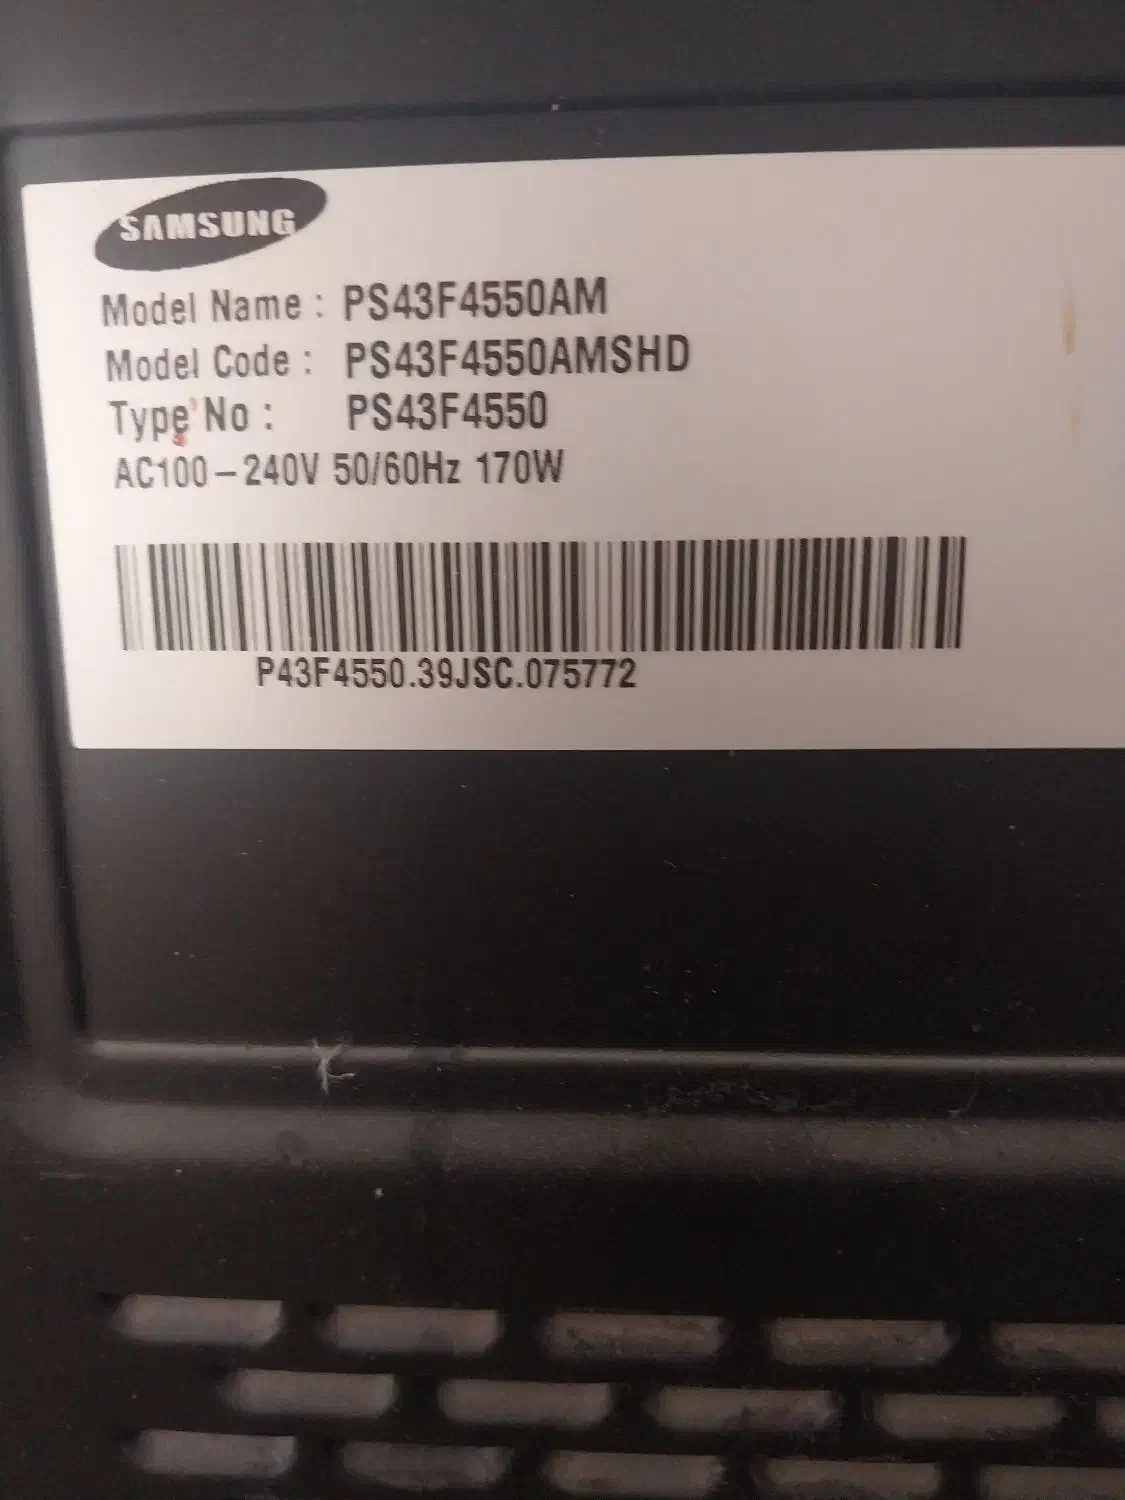 SAMSUNG
Model Name : PS43F4550AM
Model Code : PS43F4550AMSHD
Type No : PS43F4550
AC100-240V 50/60Hz 170W
P43F4550.39JSC.075772